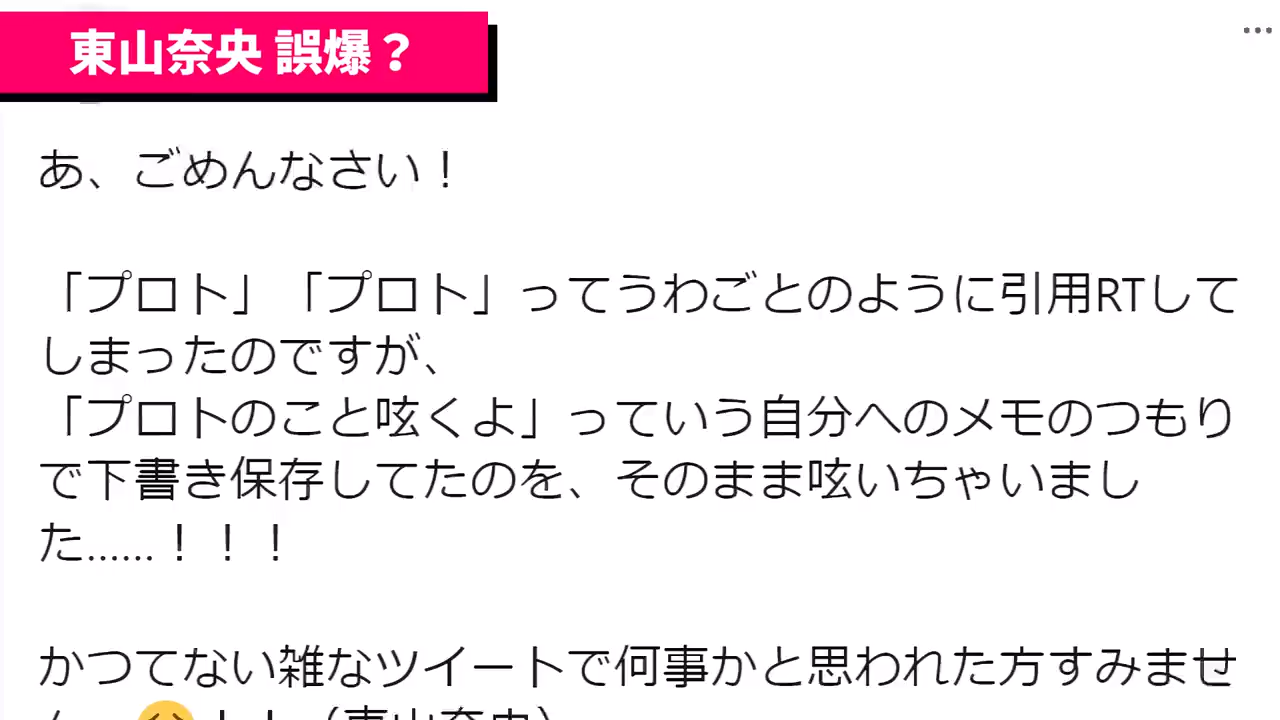 東山奈央 誤爆？
あ、ごめんなさい！
「プロト」「プロト」ってうわごとのように引用RTして
しまったのですが、
「プロトのこと呟くよ」っていう自分へのメモのつもり
で下書き保存してたのを、そのまま呟いちゃいまし
た……！！！
かつてない雑なツイートで何事かと思われた方すみませ
ん…😣！！（東山奈央）